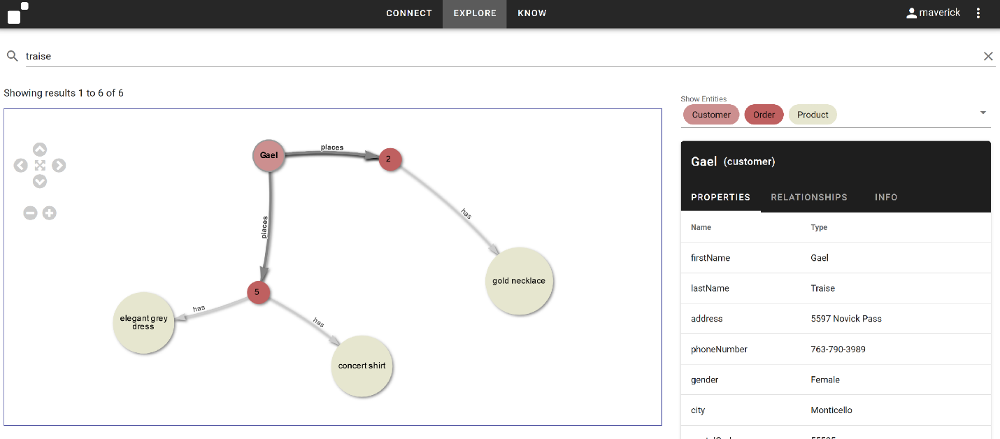 CONNECT EXPLORE KNOW maverick
traise
Showing results 1 to 6 of 6
Show Entities
Customer Order Product
Gael
places
2
places
has
5
has
has
elegant grey
dress
concert shirt
gold necklace
Gael (customer)
PROPERTIES RELATIONSHIPS INFO
Name Type
firstName Gael
lastName Traise
address 5597 Novick Pass
phoneNumber 763-790-3989
gender Female
city Monticello